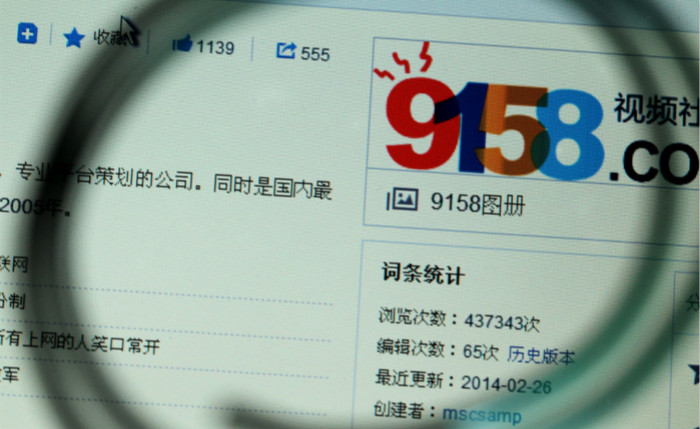 收藏
1139
555
9158
视频社
.CO
，专业平台策划的公司。同时是国内最
2005年。
9158图册
联网
份制
所有上网的人笑口常开
军
词条统计
浏览次数：437343次
编辑次数：65次 历史版本
最近更新：2014-02-26
创建者：mscsamp